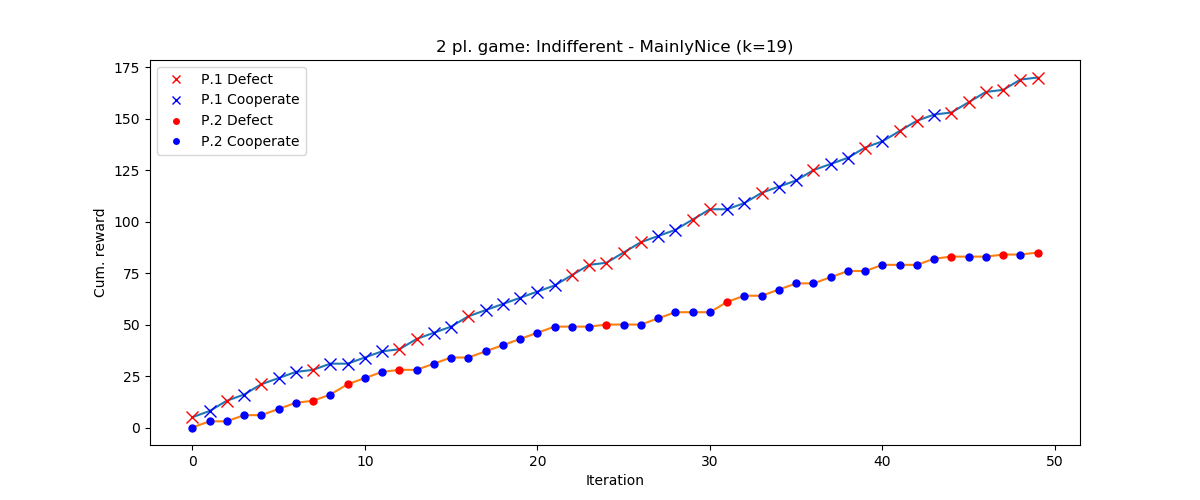 2 pl. game: Indifferent - MainlyNice (k=19)
175
150
125
100
75
50
25
0
Cum. reward
P.1 Defect
P.1 Cooperate
P.2 Defect
P.2 Cooperate
0 10 20 30 40 50
Iteration